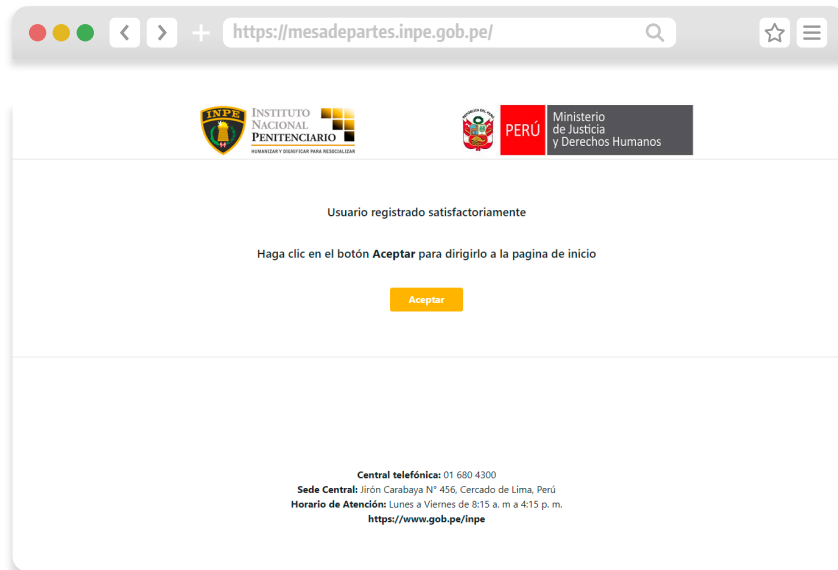 https://mesadepartes.inpe.gob.pe/
INPE
INSTITUTO
NACIONAL
PENITENCIARIO
HUMANIZAR Y DIGNIFICAR PARA RESOCIALIZAR
PERÚ
Ministerio
de Justicia
y Derechos Humanos
Usuario registrado satisfactoriamente
Haga clic en el botón Aceptar para dirigirlo a la pagina de inicio
Aceptar
Central telefónica: 01 680 4300
Sede Central: Jirón Carabaya N° 456, Cercado de Lima, Perú
Horario de Atención: Lunes a Viernes de 8:15 a. m a 4:15 p. m.
https://www.gob.pe/inpe